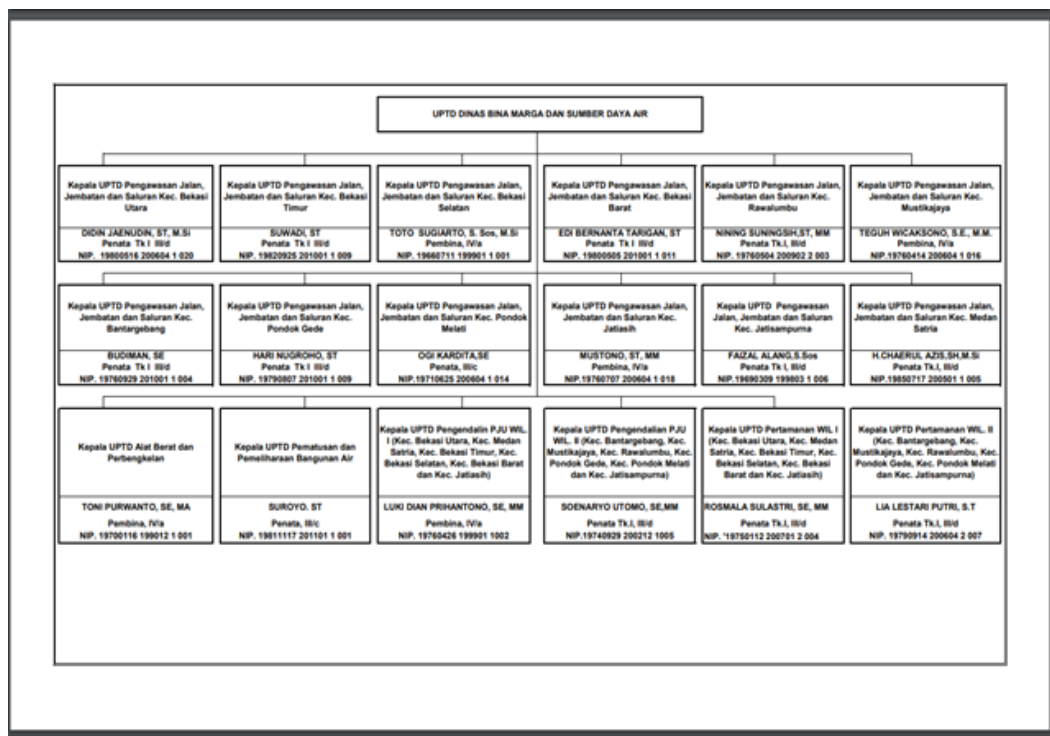 UPTD DINAS BINA MARGA DAN SUMBER DAYA AIR
Kepala UPTD Pengawasan Jalan,
Jembatan dan Saluran Kec. Bekasi
Utara
DIDIN JAENUDIN, ST, M.Si
Penata Tk I III/d
NIP. 19800516 200604 1 020
Kepala UPTD Pengawasan Jalan,
Jembatan dan Saluran Kec. Bekasi
Timur
SUWADI, ST
Penata Tk I III/d
NIP. 19820925 201001 1 009
Kepala UPTD Pengawasan Jalan,
Jembatan dan Saluran Kec. Bekasi
Selatan
TOTO SUGIARTO, S. Sos, M.Si
Pembina, IV/a
NIP. 19660711 199901 1 001
Kepala UPTD Pengawasan Jalan,
Jembatan dan Saluran Kec. Bekasi
Barat
EDI BERNANTA TARIGAN, ST
Penata Tk I III/d
NIP. 19800505 201001 1 011
Kepala UPTD Pengawasan Jalan,
Jembatan dan Saluran Kec.
Rawalumbu
NINING SUNINGSIH,ST, MM
Penata Tk.I, III/d
NIP. 19760504 200902 2 003
Kepala UPTD Pengawasan Jalan,
Jembatan dan Saluran Kec.
Mustikajaya
TEGUH WICAKSONO, S.E., M.M.
Pembina, IV/a
NIP.19760414 200604 1 016
Kepala UPTD Pengawasan Jalan,
Jembatan dan Saluran Kec.
Bantargebang
BUDIMAN, SE
Penata Tk I III/d
NIP. 19760929 201001 1 004
Kepala UPTD Pengawasan Jalan,
Jembatan dan Saluran Kec.
Pondok Gede
HARI NUGROHO, ST
Penata Tk I III/d
NIP. 19790807 201001 1 009
Kepala UPTD Pengawasan Jalan,
Jembatan dan Saluran Kec. Pondok
Melati
OGI KARDITA,SE
Penata, III/c
NIP.19710625 200604 1 014
Kepala UPTD Pengawasan Jalan,
Jembatan dan Saluran Kec.
Jatiasih
MUSTONO, ST, MM
Pembina, IV/a
NIP.19760707 200604 1 018
Kepala UPTD Pengawasan
Jalan, Jembatan dan Saluran
Kec. Jatisampurna
FAIZAL ALANG,S.Sos
Penata Tk I, III/d
NIP.19690309 199803 1 006
Kepala UPTD Pengawasan Jalan,
Jembatan dan Saluran Kec. Medan
Satria
H.CHAERUL AZIS,SH,M.Si
Penata Tk I, III/d
NIP.19850717 200501 1 005
Kepala UPTD Alat Berat dan
Perbengkelan
TONI PURWANTO, SE, MA
Pembina, IV/a
NIP. 19700116 199012 1 001
Kepala UPTD Pematusan dan
Pemeliharaan Bangunan Air
SUROYO. ST
Penata, III/c
NIP. 19811117 201101 1 001
Kepala UPTD Pengendalin PJU WIL.
I (Kec. Bekasi Utara, Kec. Medan
Satria, Kec. Bekasi Timur, Kec.
Bekasi Selatan, Kec. Bekasi Barat
dan Kec. Jatiasih)
LUKI DIAN PRIHANTONO, SE, MM
Pembina, IV/a
NIP. 19760426 199901 1002
Kepala UPTD Pengendalian PJU
WIL. II (Kec. Bantargebang, Kec.
Mustikajaya, Kec. Rawalumbu, Kec.
Pondok Gede, Kec. Pondok Melati
dan Kec. Jatisampurna)
SOENARYO UTOMO, SE,MM
Penata Tk.I, III/d
NIP.19740929 200212 1005
Kepala UPTD Pertamanan WIL. I
(Kec. Bekasi Utara, Kec. Medan
Satria, Kec. Bekasi Timur, Kec.
Bekasi Selatan, Kec. Bekasi
Barat dan Kec. Jatiasih)
ROSMALA SULASTRI, SE, MM
Penata Tk.I, III/d
NIP. '19750112 200701 2 004
Kepala UPTD Pertamanan WIL. II
(Kec. Bantargebang, Kec.
Mustikajaya, Kec. Rawalumbu, Kec.
Pondok Gede, Kec. Pondok Melati
dan Kec. Jatisampurna)
LIA LESTARI PUTRI, S.T
Penata Tk.I, III/d
NIP. 19790914 200604 2 007